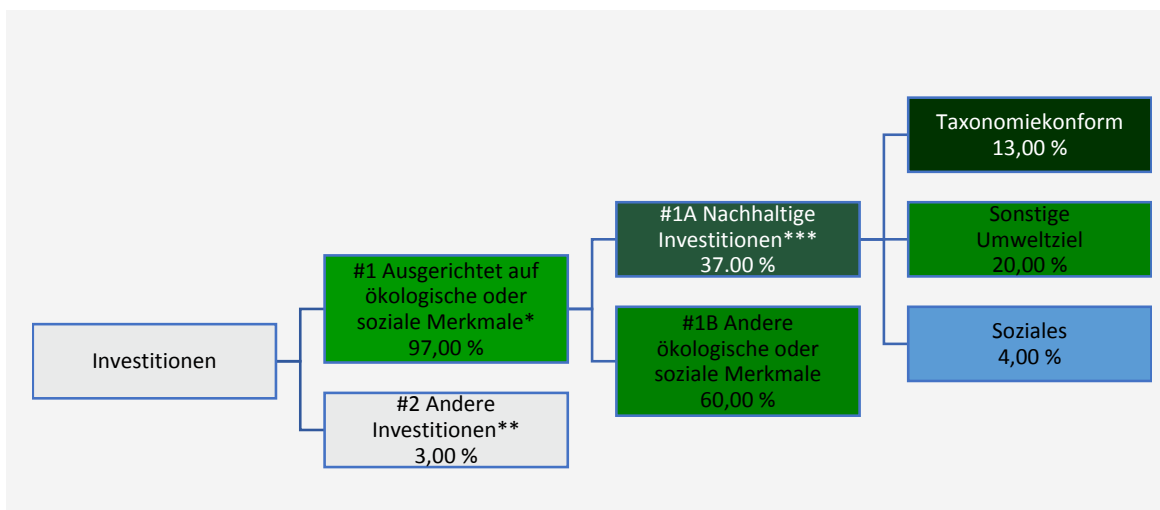 Investitionen
#1 Ausgerichtet auf
ökologische oder
soziale Merkmale*
97,00 %
#2 Andere
Investitionen**
3,00 %
#1A Nachhaltige
Investitionen***
37.00 %
#1B Andere
ökologische oder
soziale Merkmale
60,00 %
Taxonomiekonform
13,00 %
Sonstige
Umweltziel
20,00 %
Soziales
4,00 %